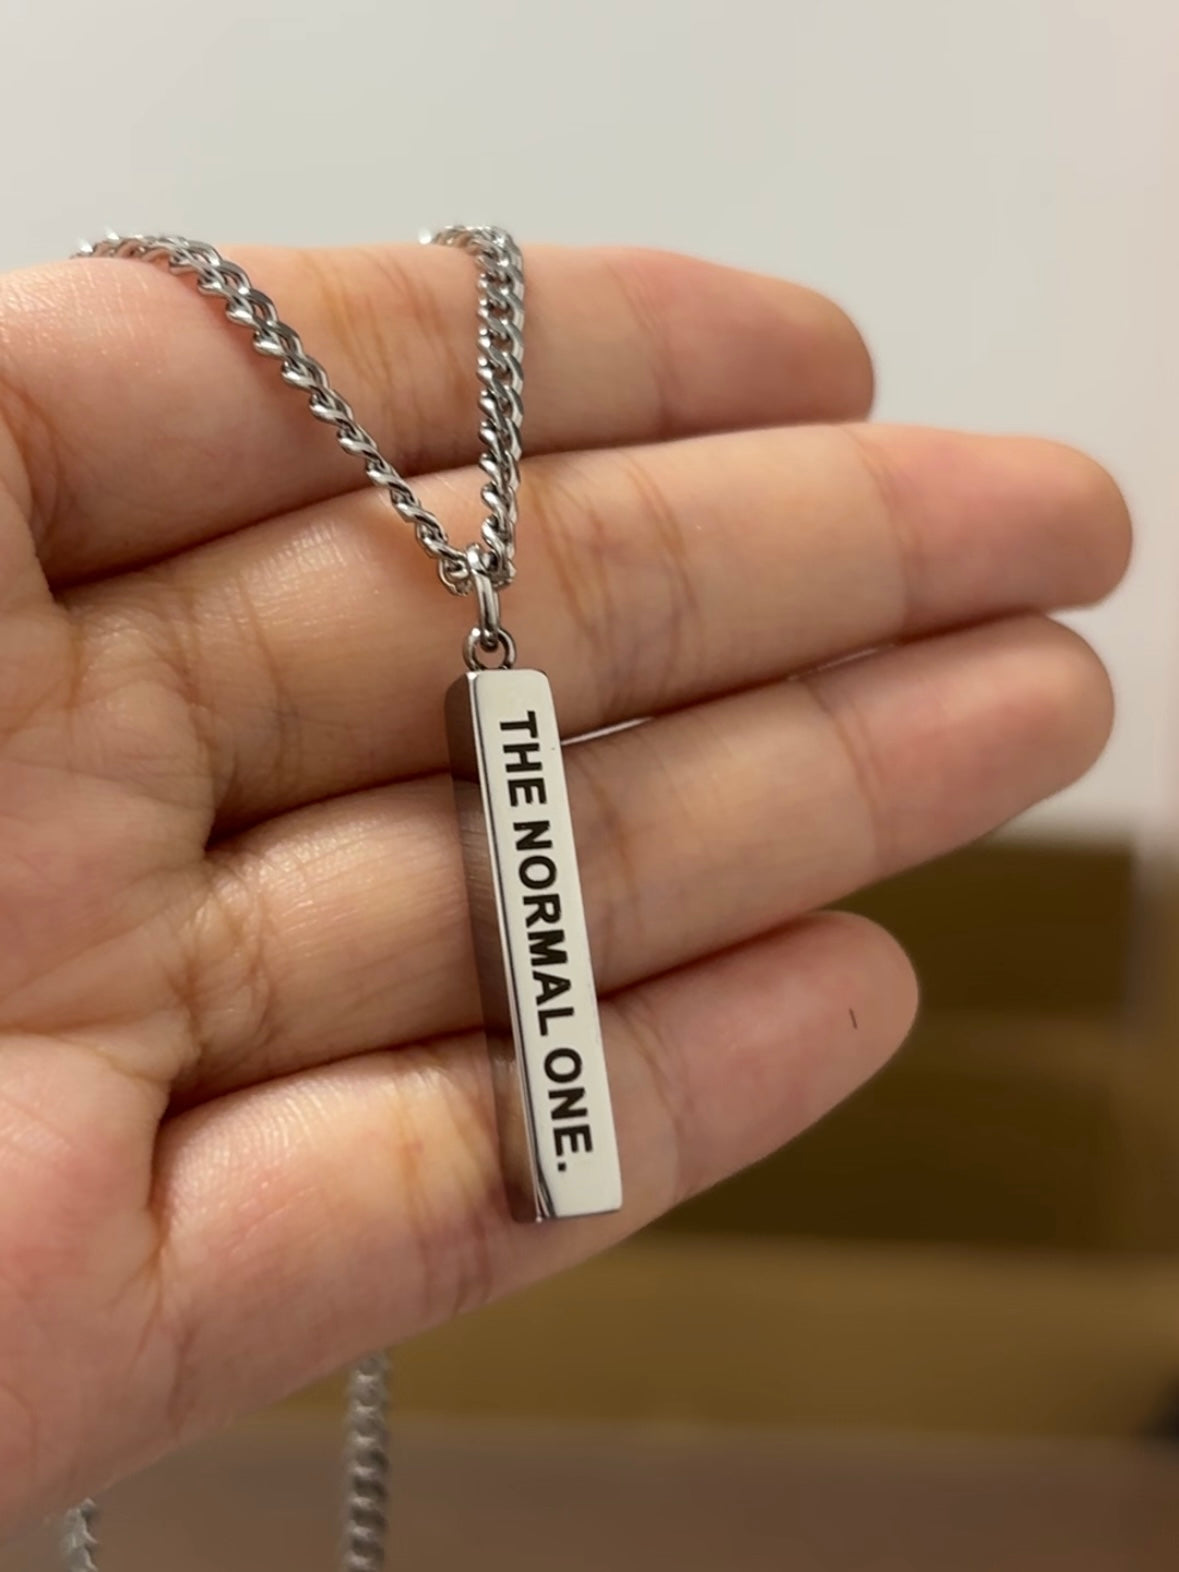 THE NORMAL ONE.